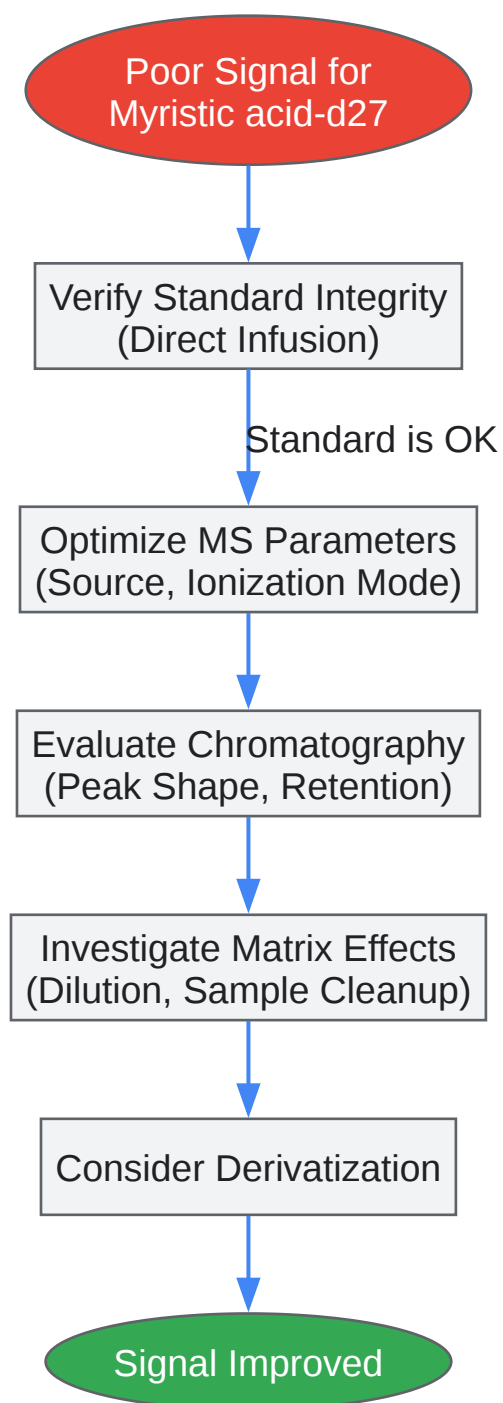 Poor Signal for
Myristic acid-d27
Verify Standard Integrity
(Direct Infusion)
Standard is OK
Optimize MS Parameters
(Source, Ionization Mode)
Evaluate Chromatography
(Peak Shape, Retention)
Investigate Matrix Effects
(Dilution, Sample Cleanup)
Consider Derivatization
Signal Improved